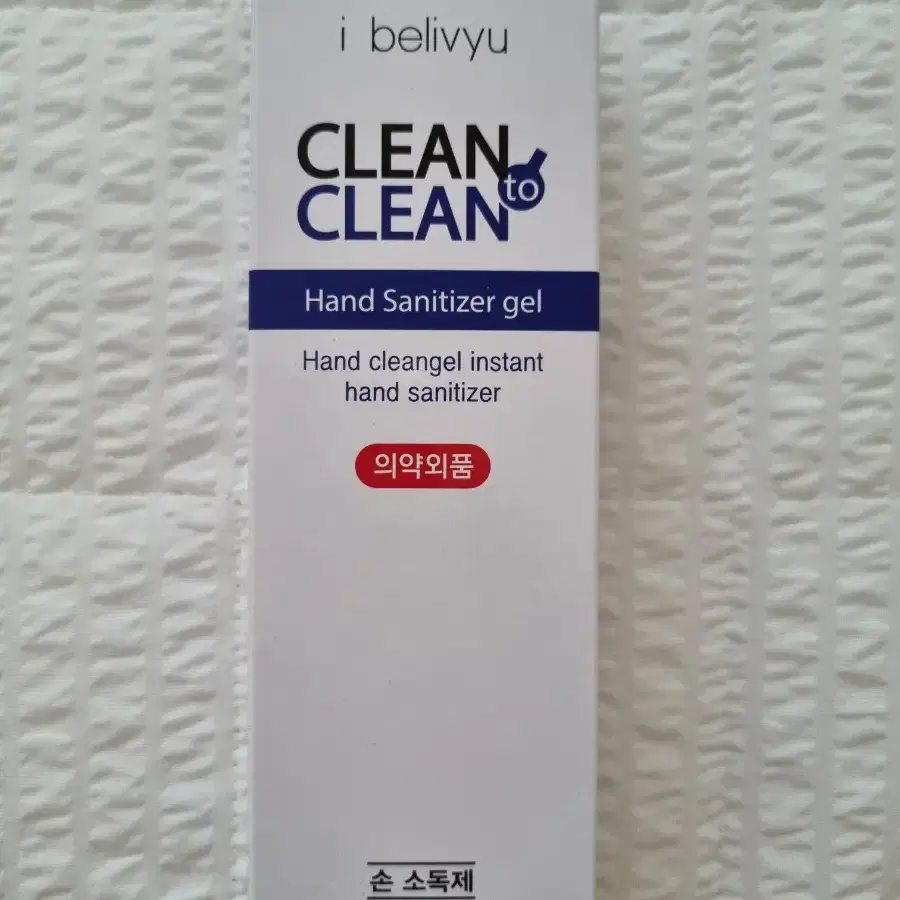 i belivyu
CLEAN
to
CLEAN
Hand Sanitizer gel
Hand cleangel instant
hand sanitizer
의약외품
손 소독제